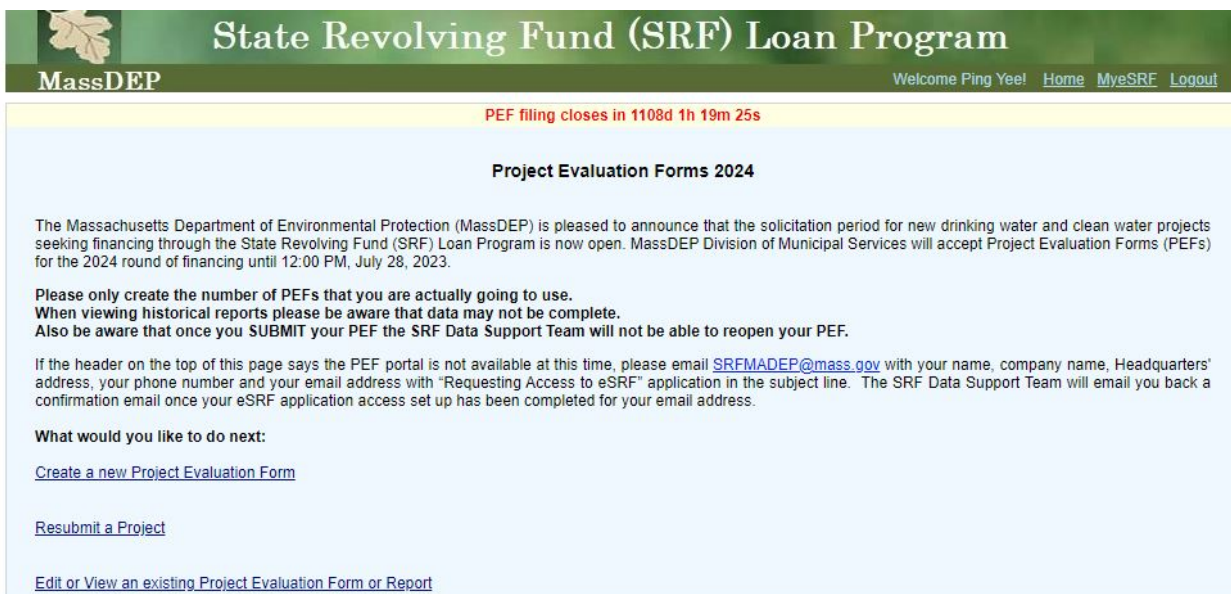 State Revolving Fund (SRF) Loan Program
MassDEP
Welcome Ping Yee! Home MyeSRF Logout
PEF filing closes in 1108d 1h 19m 25s
Project Evaluation Forms 2024
The Massachusetts Department of Environmental Protection (MassDEP) is pleased to announce that the solicitation period for new drinking water and clean water projects
seeking financing through the State Revolving Fund (SRF) Loan Program is now open. MassDEP Division of Municipal Services will accept Project Evaluation Forms (PEFs)
for the 2024 round of financing until 12:00 PM, July 28, 2023.
Please only create the number of PEFs that you are actually going to use.
When viewing historical reports please be aware that data may not be complete.
Also be aware that once you SUBMIT your PEF the SRF Data Support Team will not be able to reopen your PEF.
If the header on the top of this page says the PEF portal is not available at this time, please email SRFMADEP@mass.gov with your name, company name, Headquarters'
address, your phone number and your email address with “Requesting Access to eSRF” application in the subject line. The SRF Data Support Team will email you back a
confirmation email once your eSRF application access set up has been completed for your email address.
What would you like to do next:
Create a new Project Evaluation Form
Resubmit a Project
Edit or View an existing Project Evaluation Form or Report